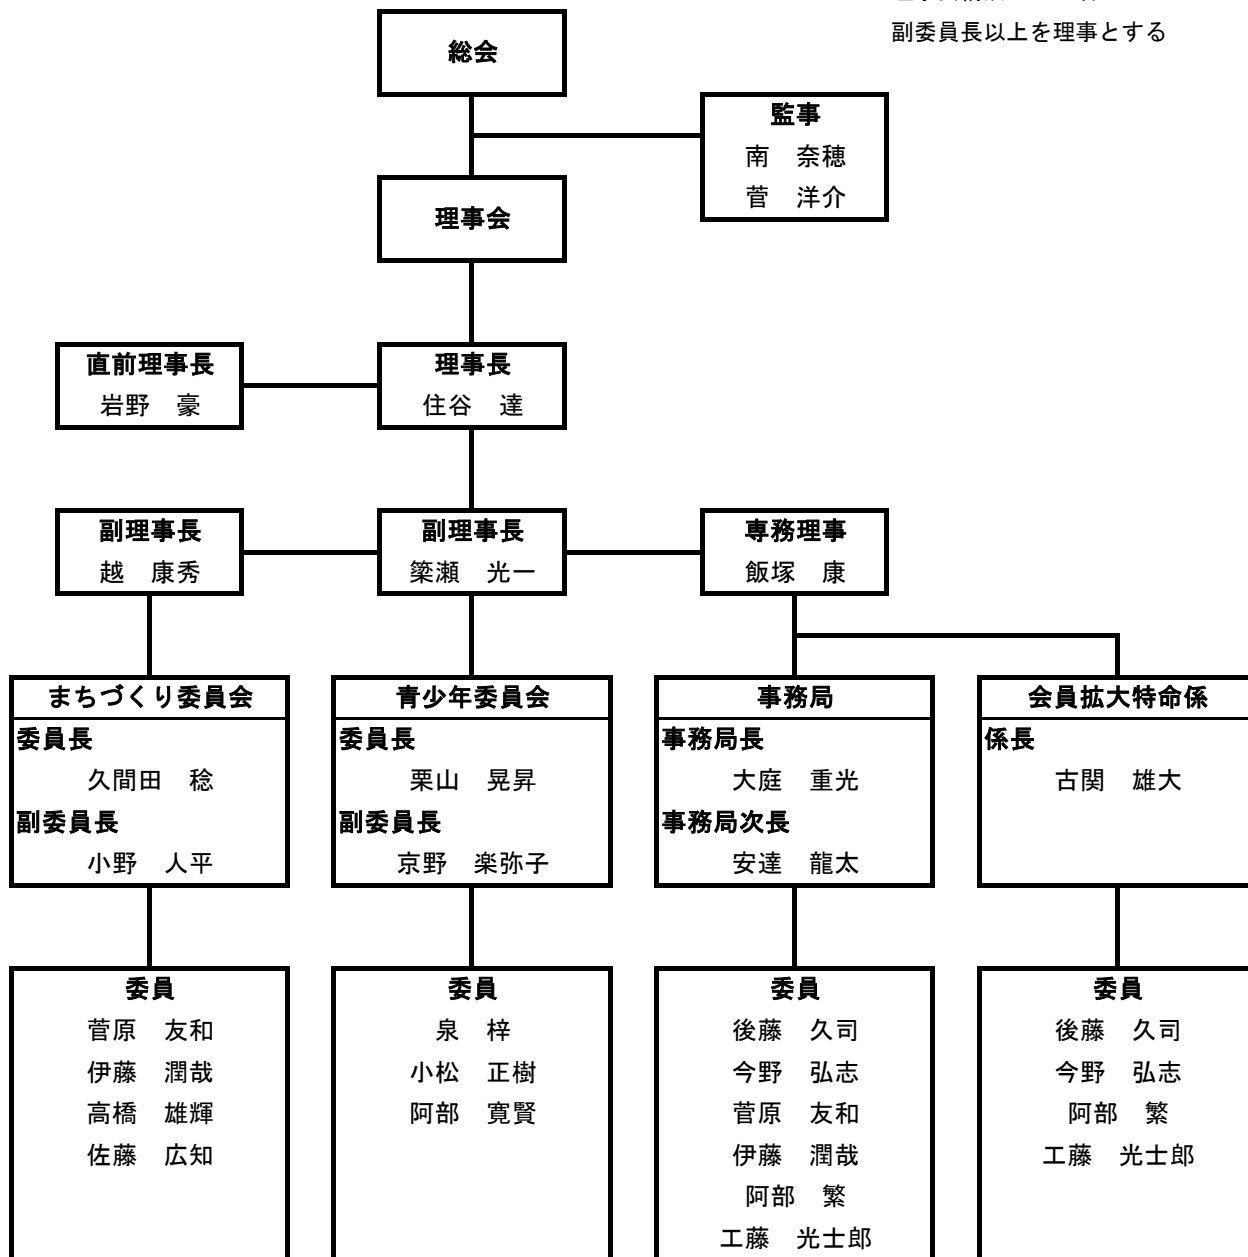 副委員長以上を理事とする
総会
監事
南　奈穂
菅　洋介
理事会
直前理事長
岩野　豪
理事長
住谷　達
副理事長
越　康秀
副理事長
簗瀬　光一
専務理事
飯塚　康
まちづくり委員会
委員長
久間田　稔
副委員長
小野　人平
青少年委員会
委員長
栗山　晃昇
副委員長
京野　楽弥子
事務局
事務局長
大庭　重光
事務局次長
安達　龍太
会員拡大特命係
係長
古関　雄大
委員
菅原　友和
伊藤　潤哉
高橋　雄輝
佐藤　広知
委員
泉　梓
小松　正樹
阿部　寛賢
委員
後藤　久司
今野　弘志
菅原　友和
伊藤　潤哉
阿部　繁
工藤　光士郎
委員
後藤　久司
今野　弘志
阿部　繁
工藤　光士郎